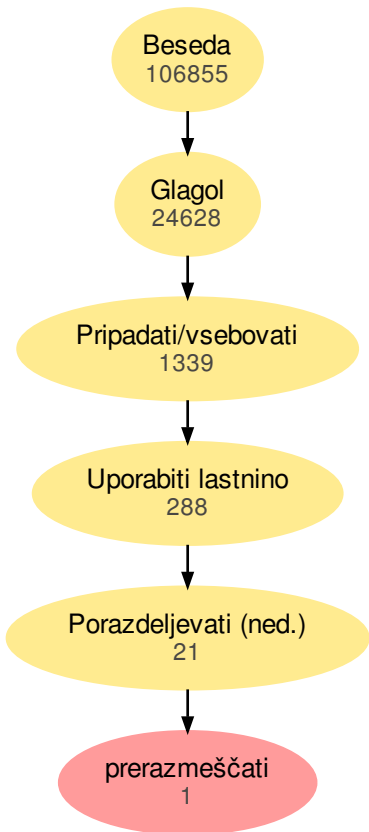 Beseda
106855
Glagol
24628
Pripadati/vsebovati
1339
Uporabiti lastnino
288
Porazdeljevati (ned.)
21
prerazmeščati
1